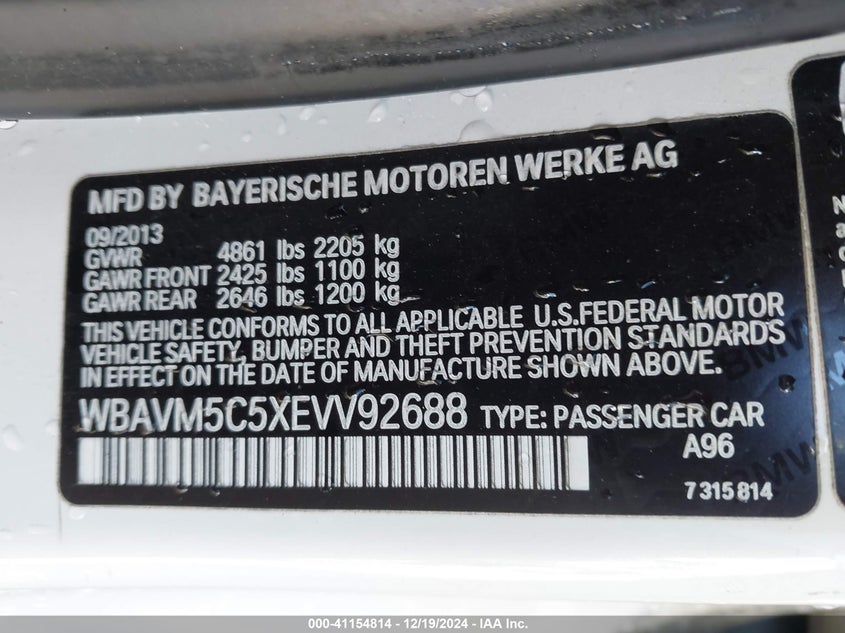 MFD BY BAYERISCHE MOTOREN WERKE AG
09/2013
GVWR 4861 lbs 2205 kg
GAWR FRONT 2425 lbs 1100 kg
GAWR REAR 2646 lbs 1200 kg
THIS VEHICLE CONFORMS TO ALL APPLICABLE U.S.FEDERAL MOTOR
VEHICLE SAFETY, BUMPER AND THEFT PREVENTION STANDARDS
IN EFFECT ON THE DATE OF MANUFACTURE SHOWN ABOVE.
WBAVM5C5XEVV92688 TYPE: PASSENGER CAR
A96
7315814
BMW
000-41154814 - 12/19/2024 - IAA Inc.